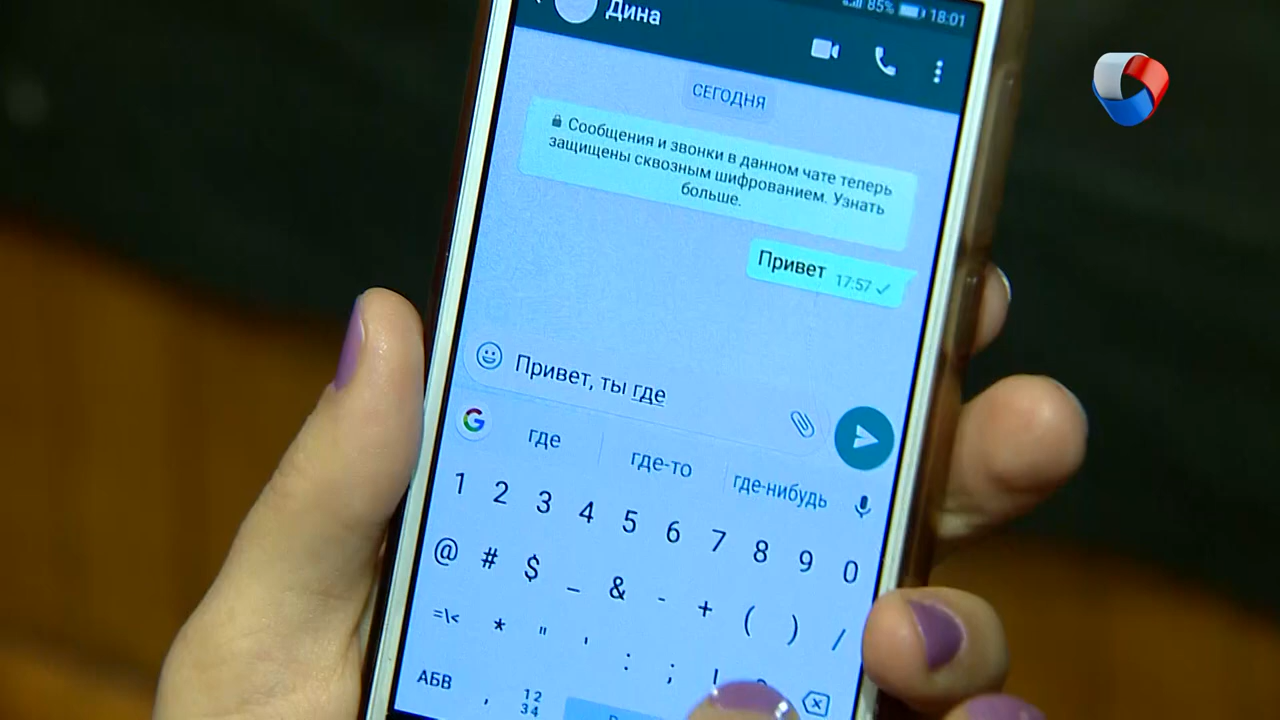 Дина
85% 18:01
СЕГОДНЯ
Сообщения и звонки в данном чате теперь
защищены сквозным шифрованием. Узнать
больше.
Привет 17:57
Привет, ты где
G
где где-то где-нибудь
1 2 3 4 5 6 7 8 9 0
@ # $ _ & - + ( ) /
=\< * " ' : ; !
АБВ , 12
34